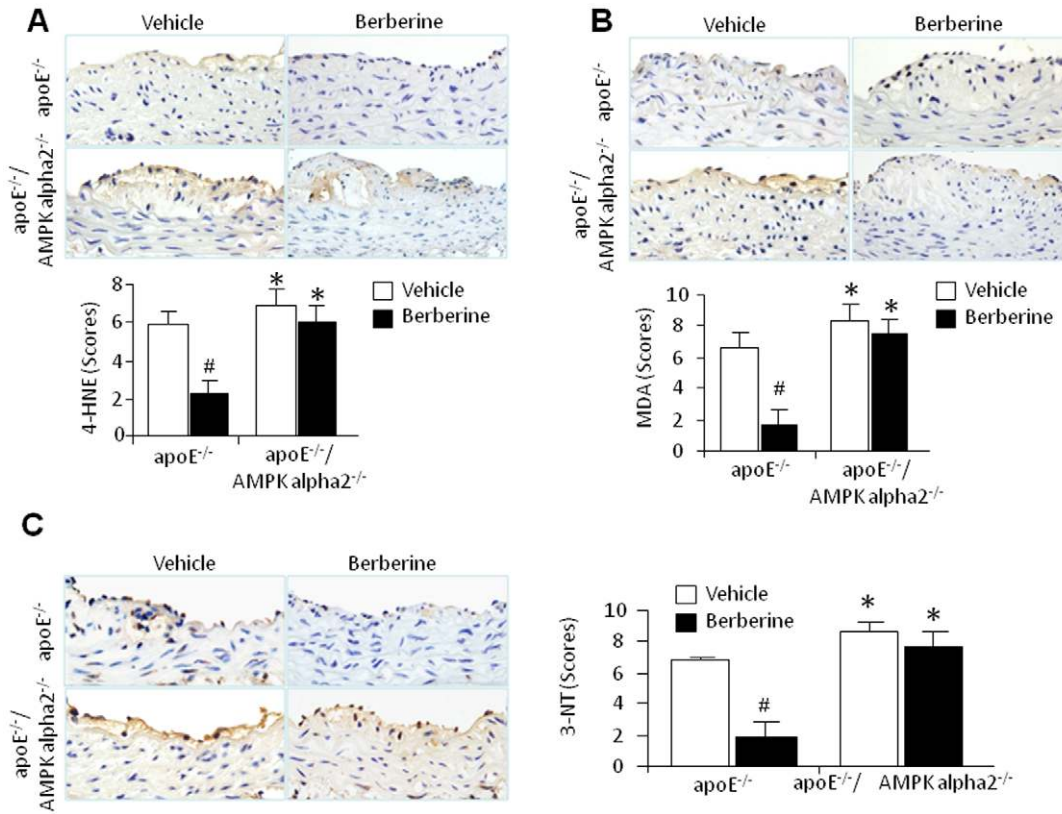 A
Vehicle
Berberine
apoE-/-
apoE-/-/
AMPK alpha2-/-
4-HNE (Scores)
8
6
4
2
0
#
*
*
Vehicle
Berberine
apoE-/-
apoE-/-/
AMPK alpha2-/-
B
Vehicle
Berberine
apoE-/-
apoE-/-/
AMPK alpha2-/-
MDA (Scores)
10
8
6
4
2
0
#
*
*
Vehicle
Berberine
apoE-/-
apoE-/-/
AMPK alpha2-/-
C
Vehicle
Berberine
apoE-/-
apoE-/-/
AMPK alpha2-/-
3-NT (Scores)
10
8
6
4
2
0
Vehicle
Berberine
#
*
*
apoE-/-
apoE-/-/
AMPK alpha2-/-